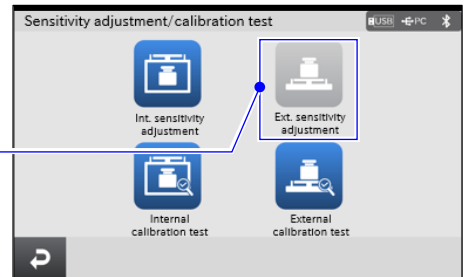 Sensitivity adjustment/calibration test
USB PC
Int. sensitivity
adjustment
Ext. sensitivity
adjustment
Internal
calibration test
External
calibration test